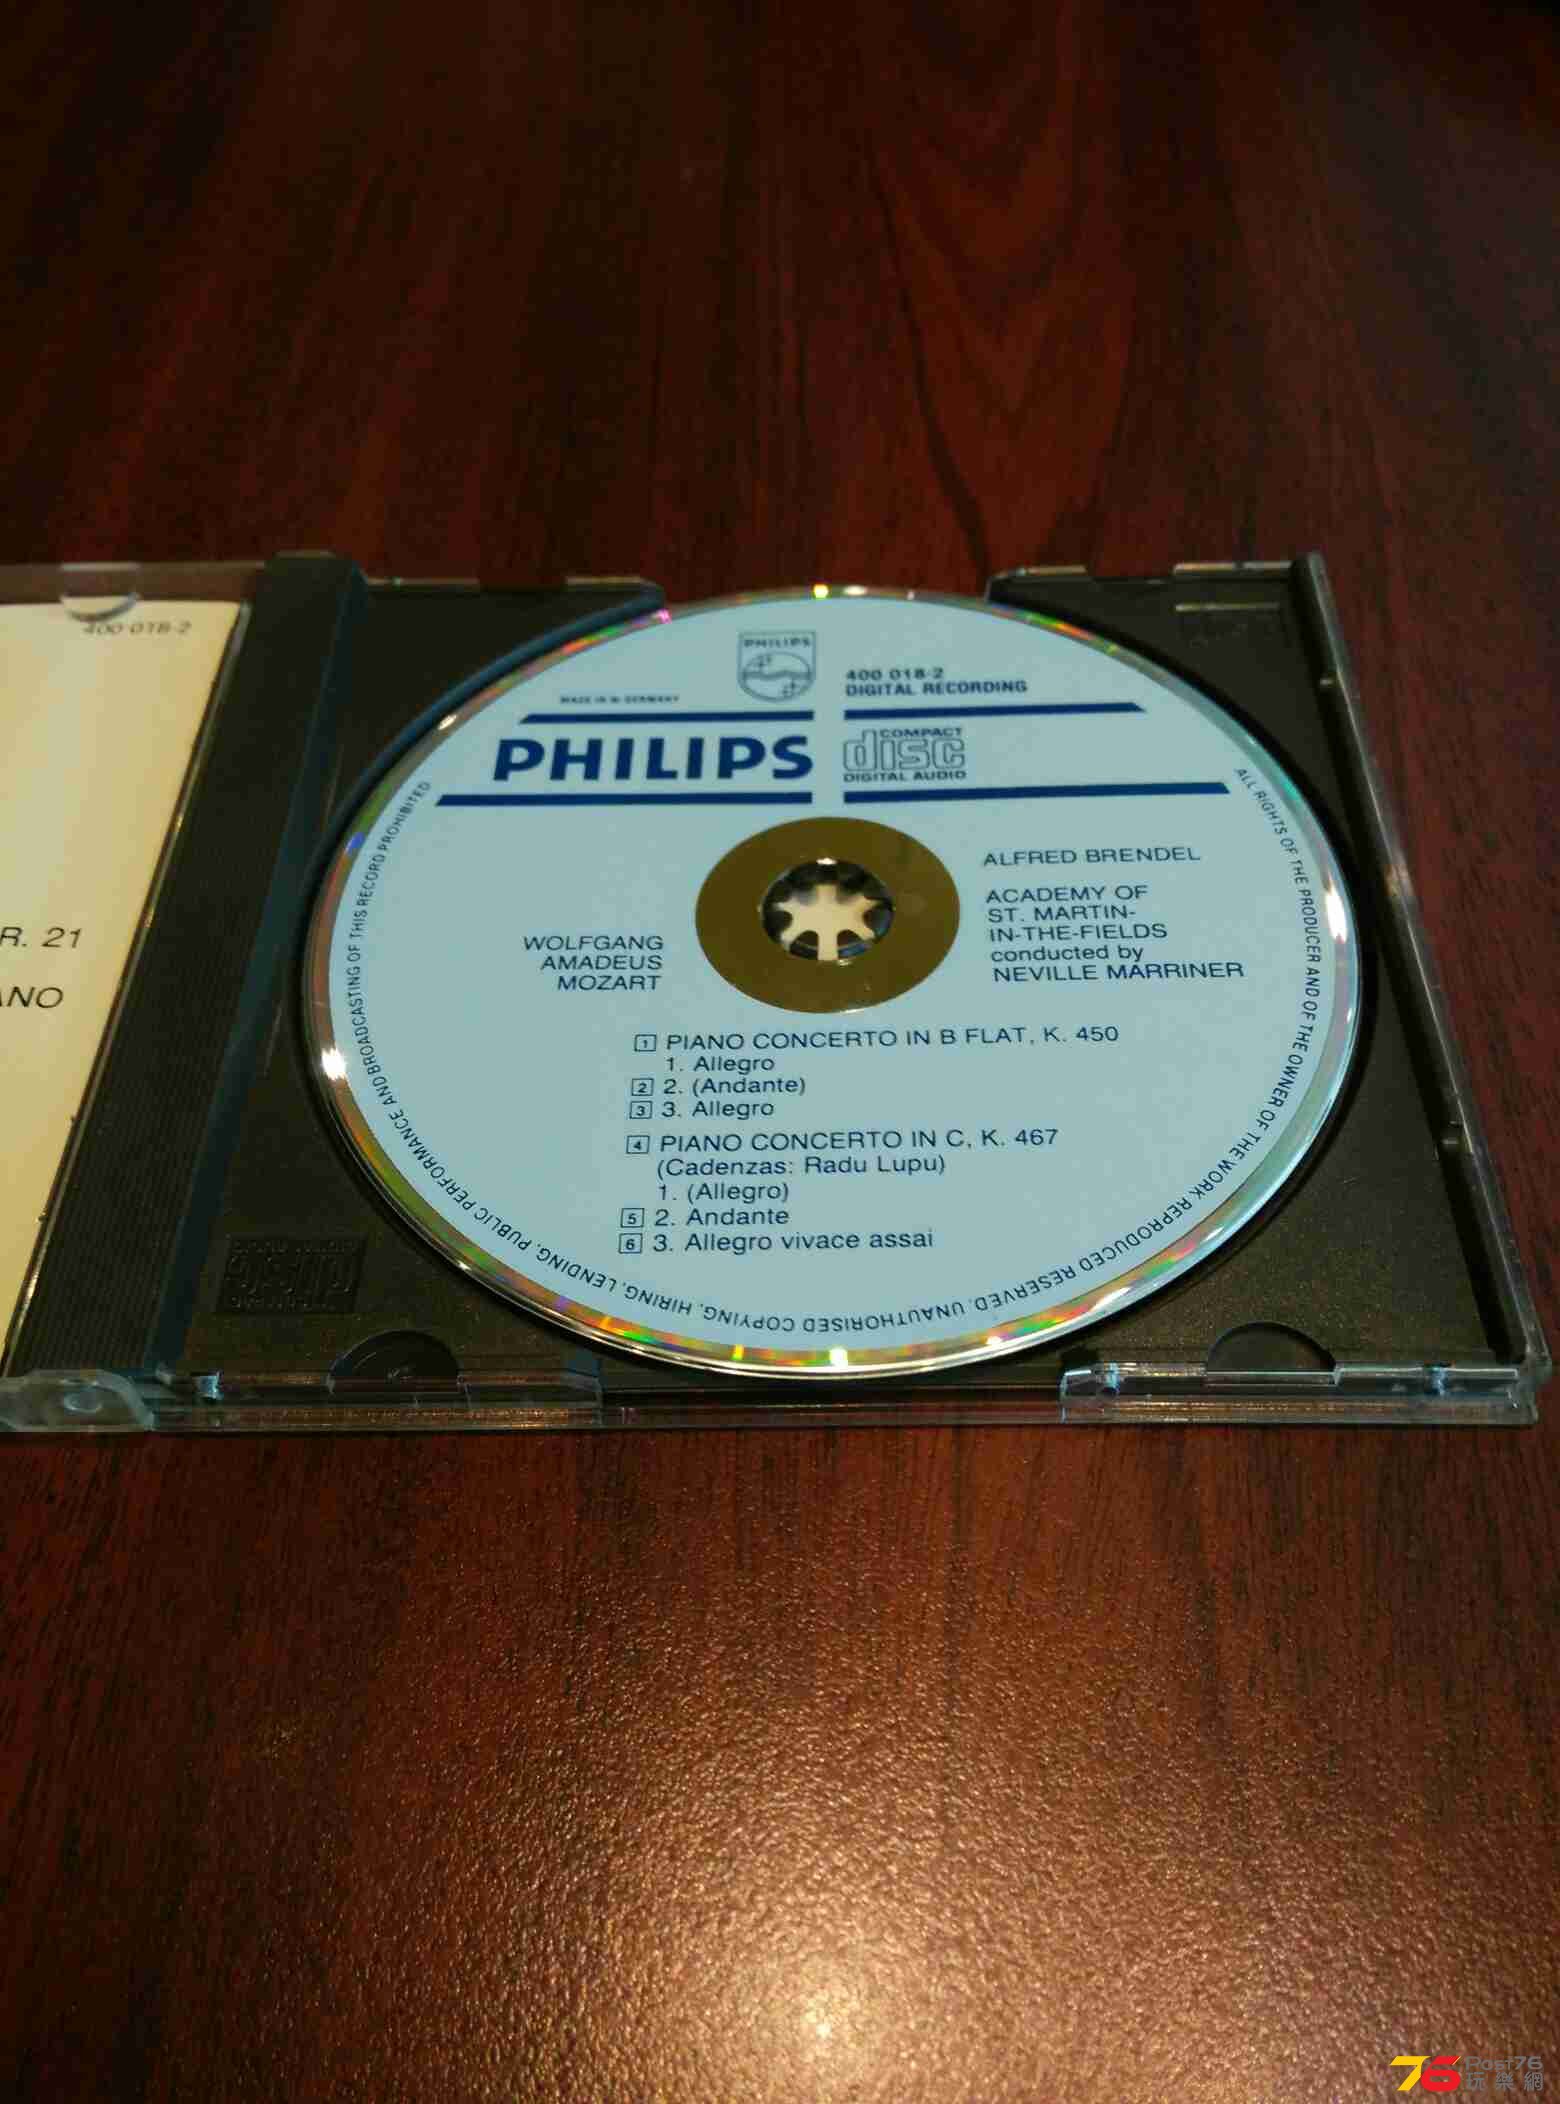 400 018-2
R. 21
ANO
PHILIPS
MADE IN W. GERMANY
400 018-2
DIGITAL RECORDING
PHILIPS
COMPACT
disc
DIGITAL AUDIO
ALFRED BRENDEL
ACADEMY OF
ST. MARTIN-
IN-THE-FIELDS
conducted by
NEVILLE MARRINER
WOLFGANG
AMADEUS
MOZART
1 PIANO CONCERTO IN B FLAT, K. 450
1. Allegro
2 2. (Andante)
3 3. Allegro
4 PIANO CONCERTO IN C, K. 467
(Cadenzas: Radu Lupu)
1. (Allegro)
5 2. Andante
6 3. Allegro vivace assai
ALL RIGHTS OF THE PRODUCER AND OF THE OWNER OF THE WORK REPRODUCED RESERVED. UNAUTHORISED COPYING, HIRING, LENDING, PUBLIC PERFORMANCE AND BROADCASTING OF THIS RECORD PROHIBITED
76 Post76
玩樂網